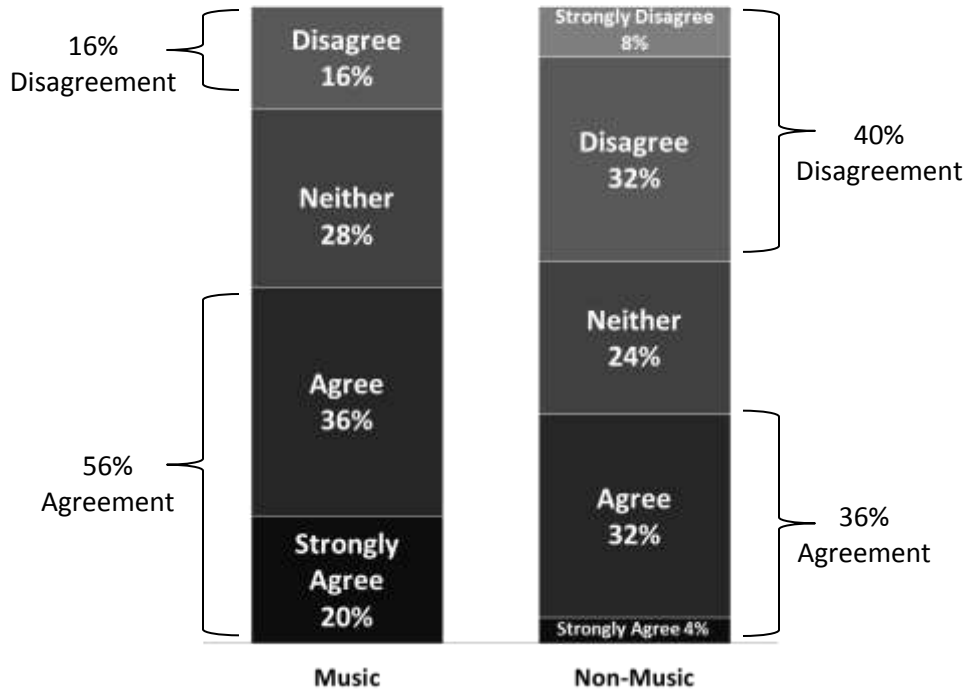 16%
Disagreement
Disagree
16%
Neither
28%
Agree
36%
Strongly
Agree
20%
56%
Agreement
Music
Strongly Disagree
8%
Disagree
32%
Neither
24%
Agree
32%
Strongly Agree 4%
40%
Disagreement
36%
Agreement
Non-Music